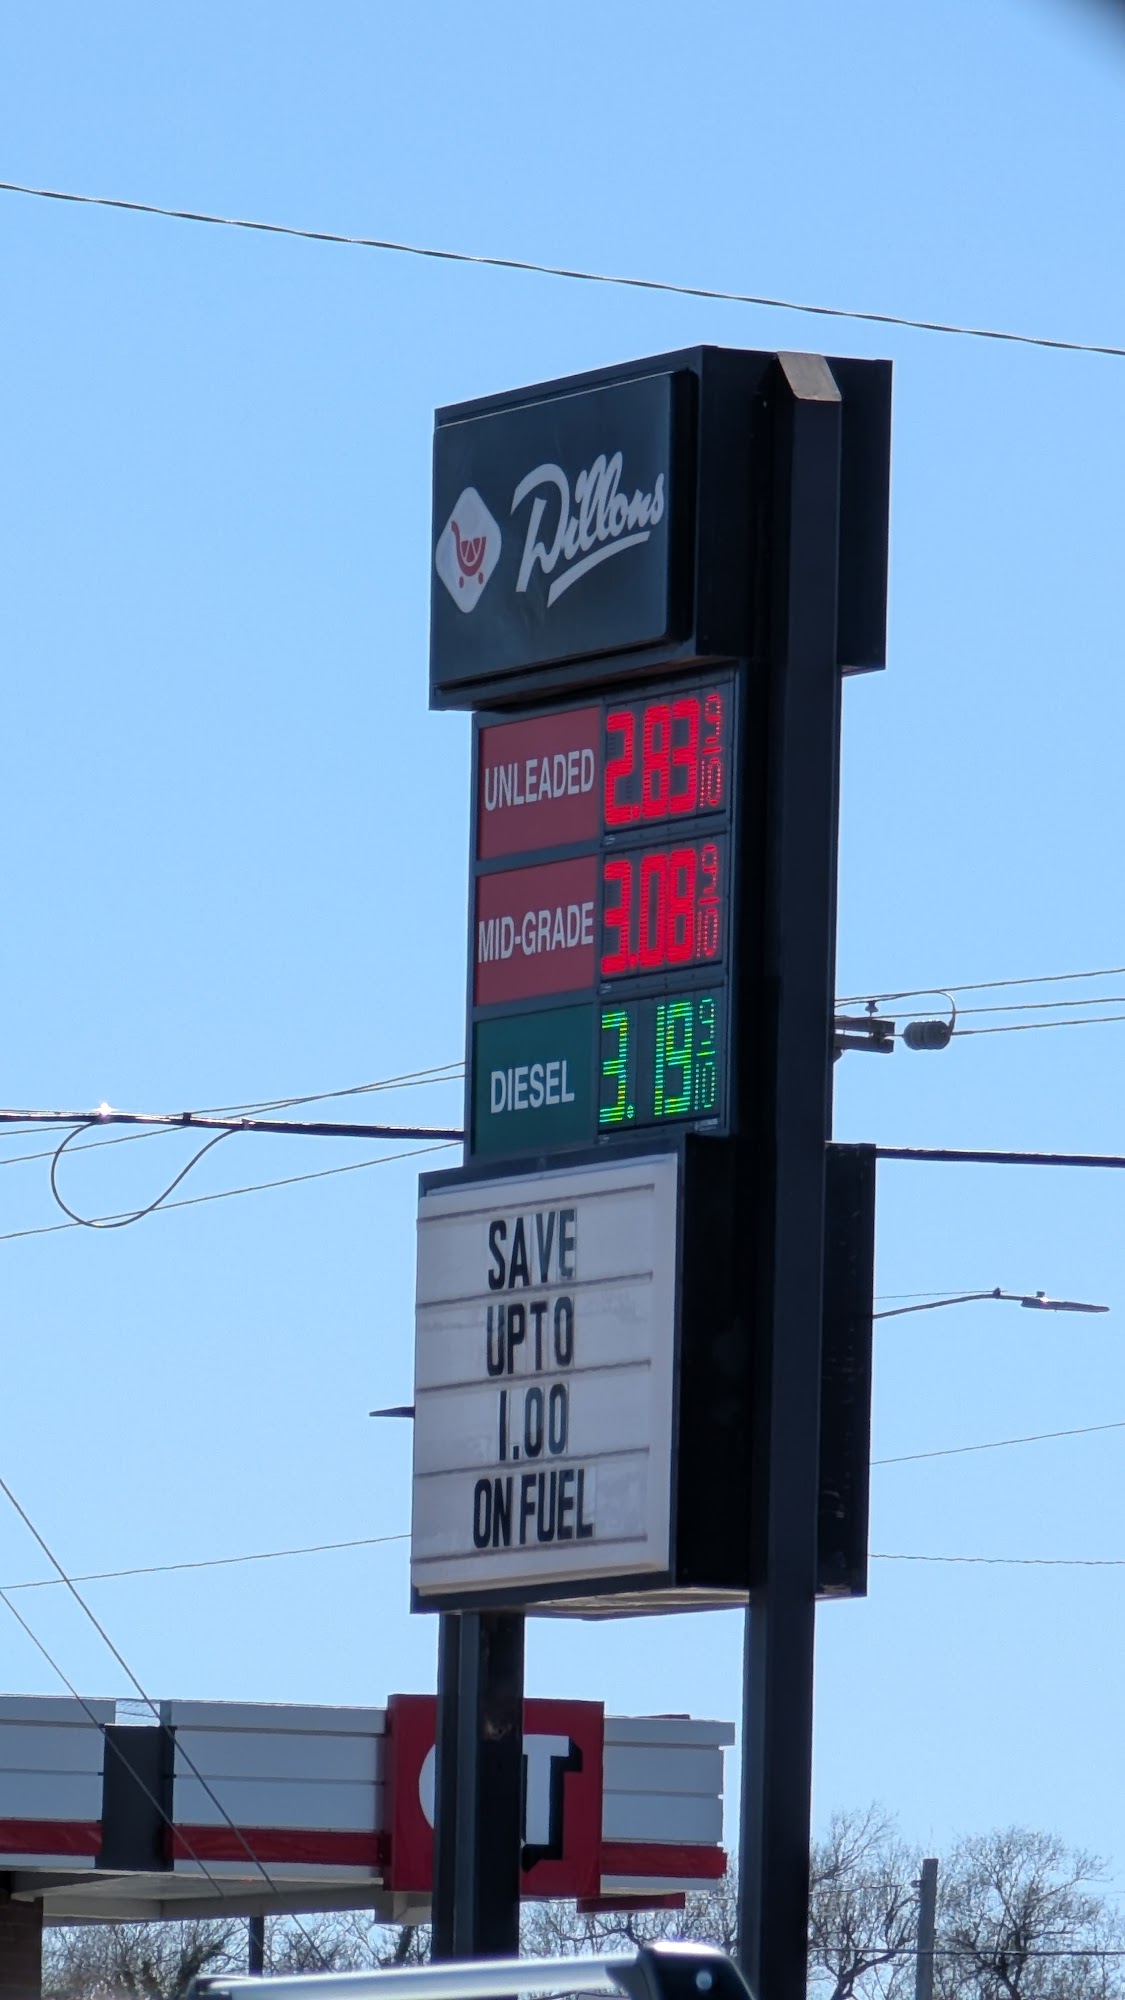 Dillons
UNLEADED 2.83 9/10
MID-GRADE 3.08 9/10
DIESEL 3.19 9/10
SAVE
UPTO
1.00
ON FUEL
QT